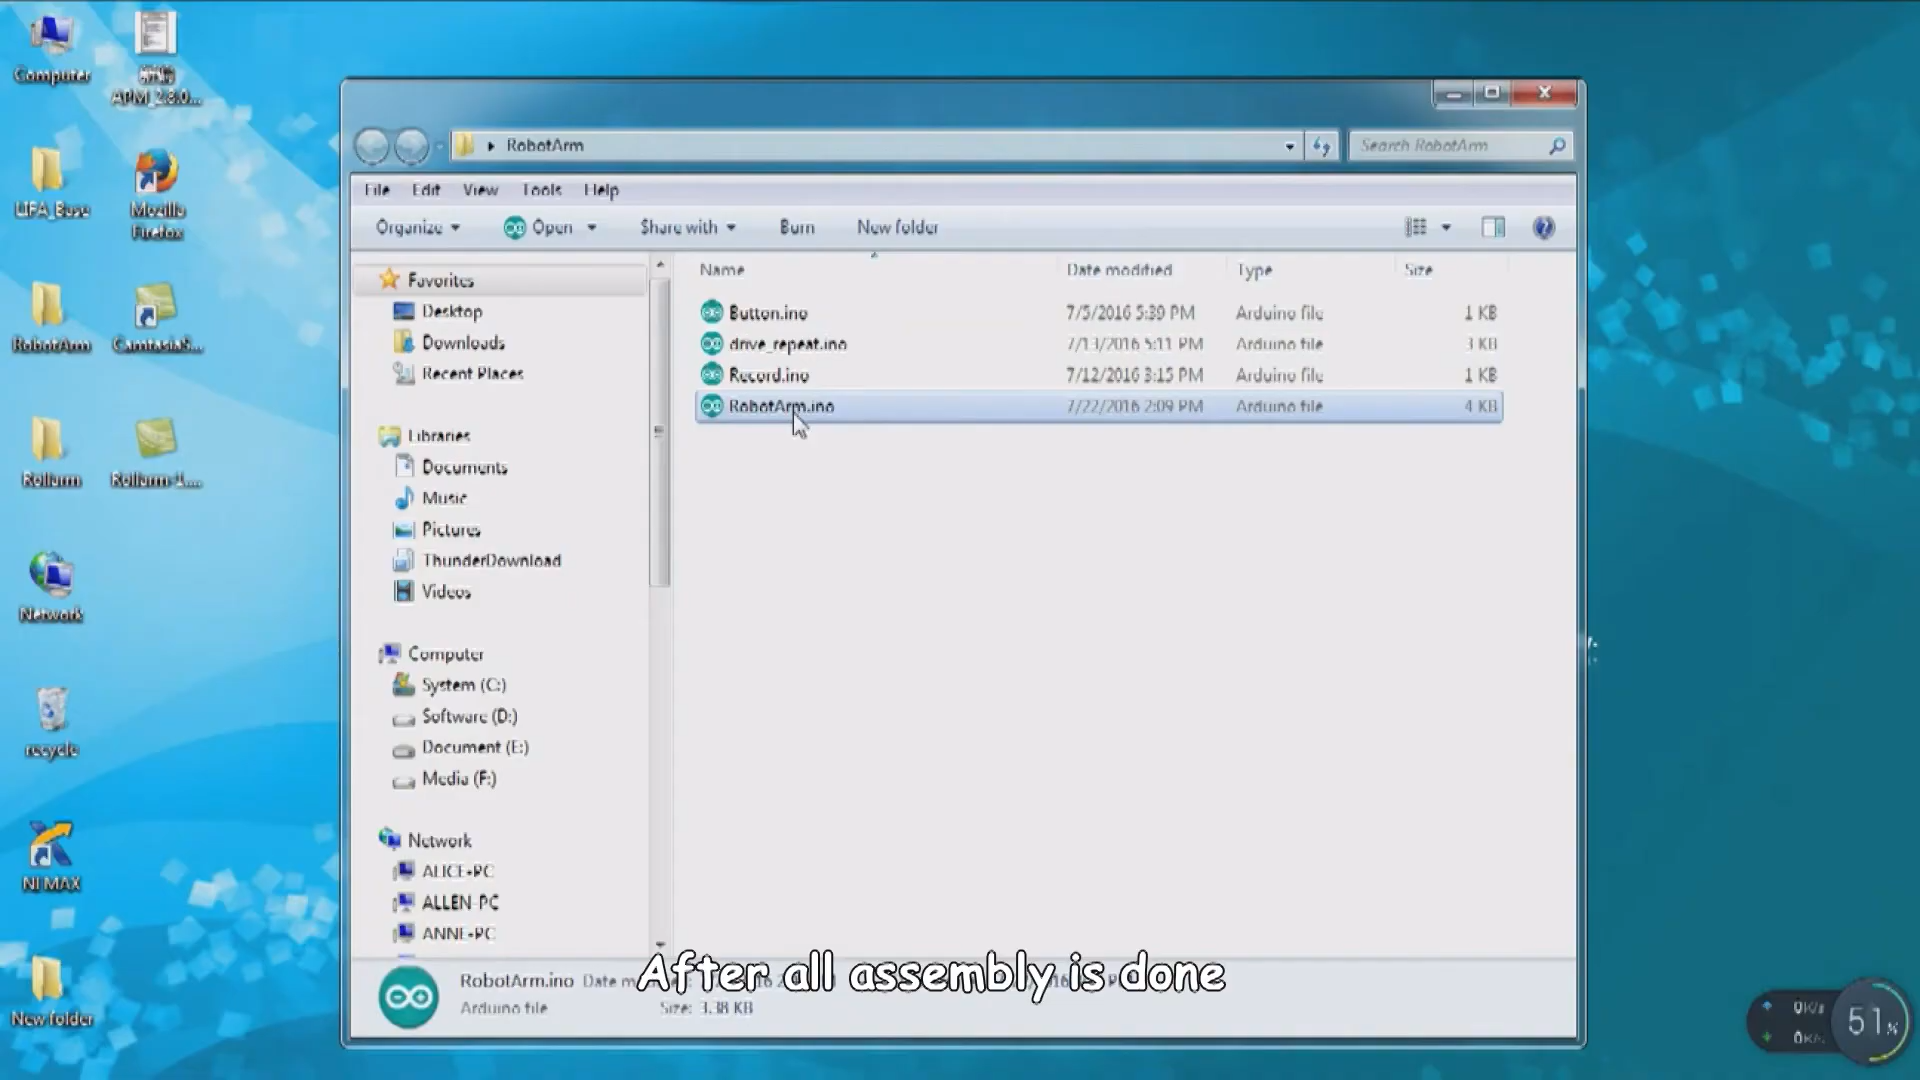 Computer
APM_2.8.0...
LIFA_Base
Mozilla
Firefox
RobotArm
CamtasiaS...
Rollarm
Rollarm-1....
Network
recycle
NI MAX
New folder
RobotArm
Search RobotArm
File Edit View Tools Help
Organize Open Share with Burn New folder
Name Date modified Type Size
Button.ino 7/5/2016 5:39 PM Arduino file 1 KB
drive_repeat.ino 7/13/2016 5:11 PM Arduino file 3 KB
Record.ino 7/12/2016 3:15 PM Arduino file 1 KB
RobotArm.ino 7/22/2016 2:09 PM Arduino file 4 KB
Favorites
Desktop
Downloads
Recent Places
Libraries
Documents
Music
Pictures
ThunderDownload
Videos
Computer
System (C:)
Software (D:)
Document (E:)
Media (F:)
Network
ALICE-PC
ALLEN-PC
ANNE-PC
RobotArm.ino Date
Arduino file Size: 3.38 KB
After all assembly is done
0K/s
0K/s
51%